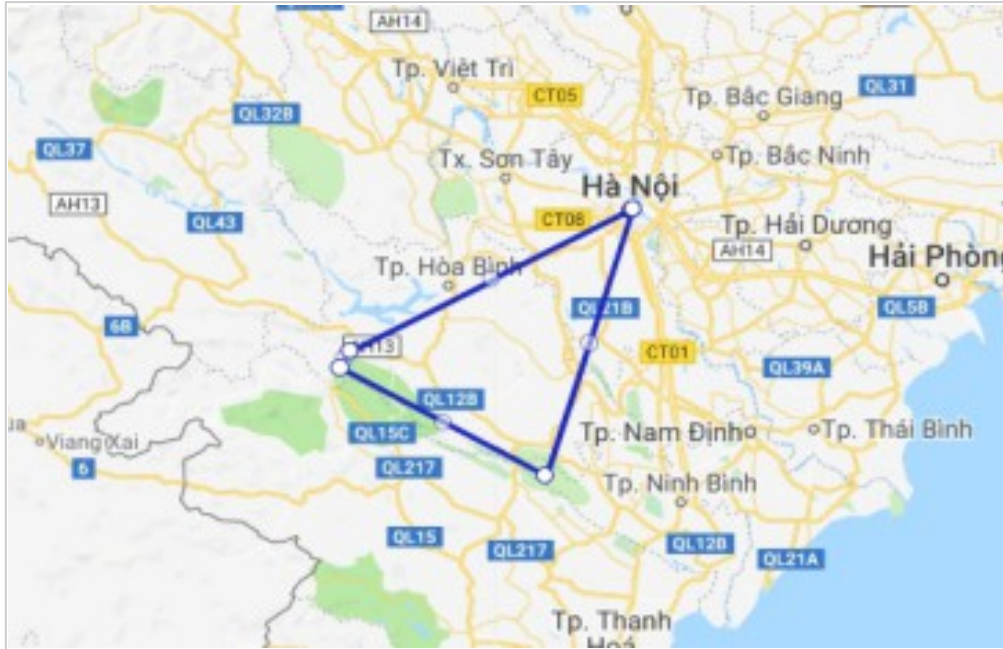 AH14
Tp. Việt Trì
QL31
CT05
Tp. Bắc Giang
QL32B
QL37
Tp. Bắc Ninh
Tx. Sơn Tây
Hà Nội
AH13
QL43
CT08
Tp. Hải Dương
AH14
Hải Phòng
Tp. Hòa Bình
QL21B
QL5B
6B
H13
CT01
QL39A
QL12B
QL15C
Tp. Nam Định
Tp. Thái Bình
Viang Xai
6
QL217
Tp. Ninh Bình
QL15
QL217
QL12B
QL21A
Tp. Thanh
Hoá